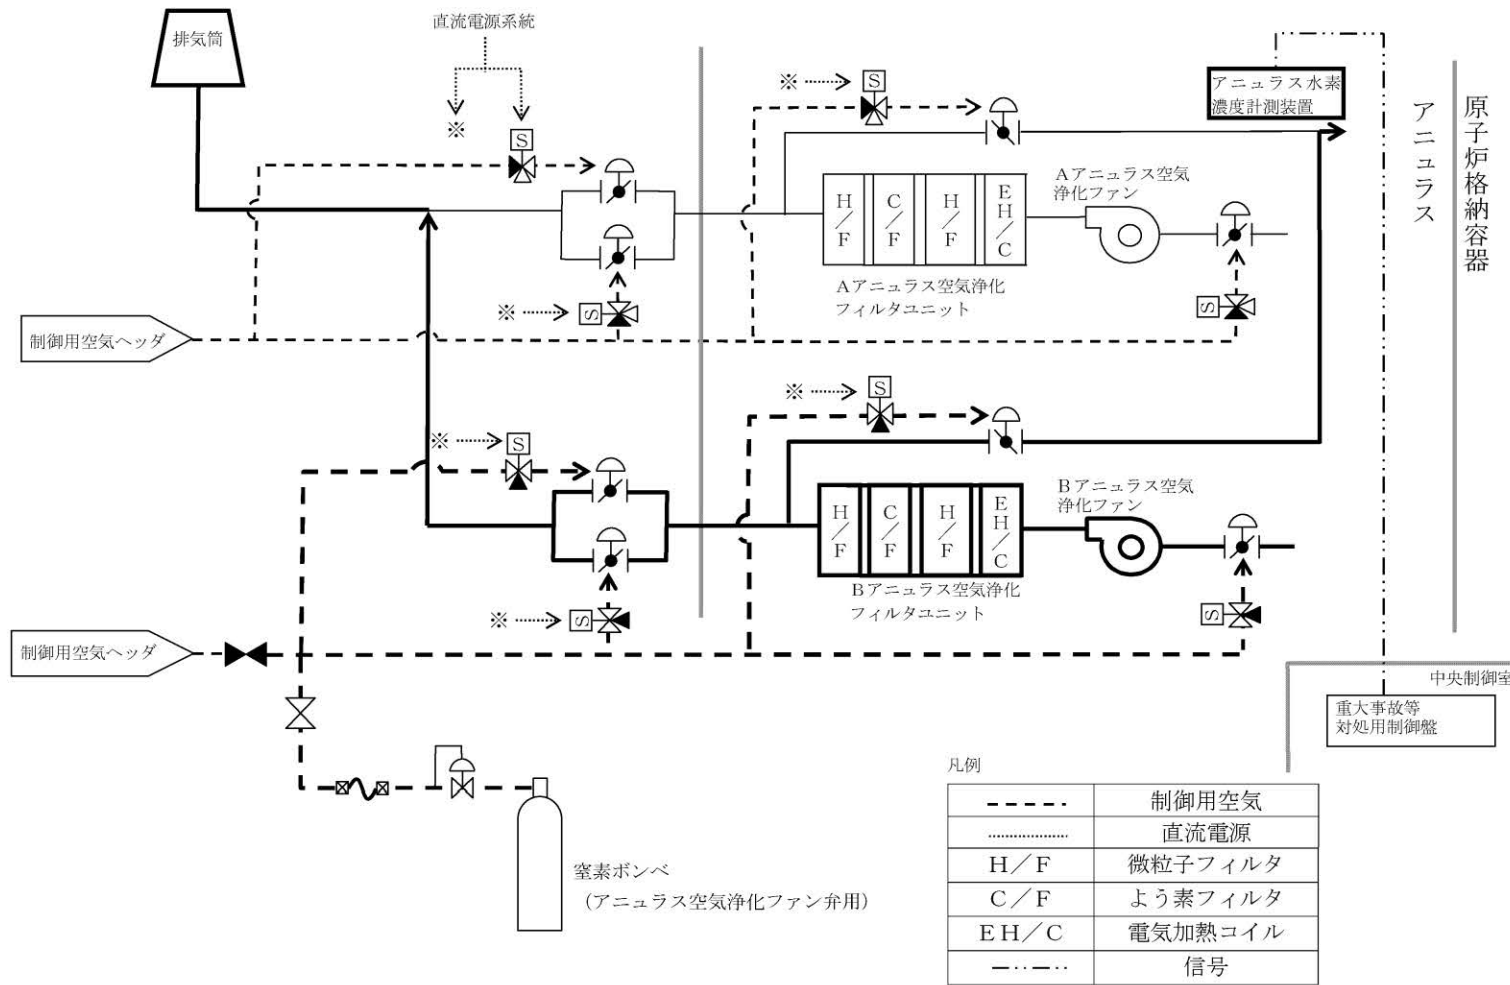 排気筒
直流電源系統
※
※
S
S
※
S
S
※
S
アニュラス水素
濃度計測装置
アニュラス
原子炉格納容器
Aアニュラス空気
浄化ファン
H/F
C/F
H/F
EH/C
Aアニュラス空気浄化
フィルタユニット
制御用空気ヘッダ
※
S
※
S
※
S
S
Bアニュラス空気
浄化ファン
H/F
C/F
H/F
EH/C
Bアニュラス空気浄化
フィルタユニット
制御用空気ヘッダ
中央制御室
重大事故等
対処用制御盤
窒素ボンベ
(アニュラス空気浄化ファン弁用)
凡例
制御用空気
直流電源
H/F 微粒子フィルタ
C/F よう素フィルタ
EH/C 電気加熱コイル
信号